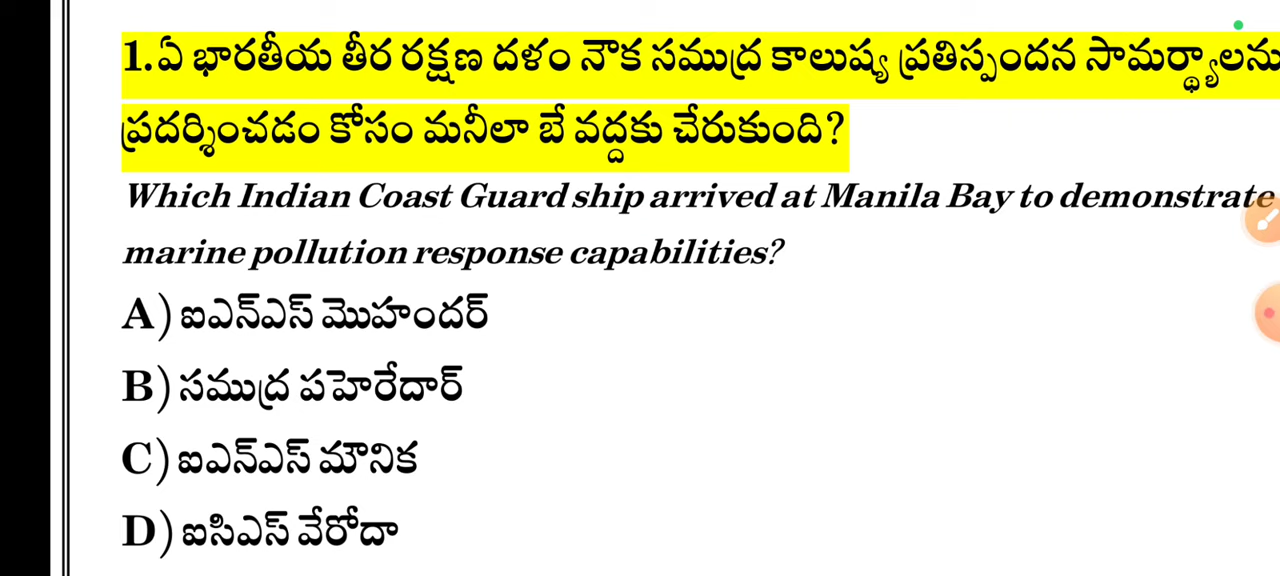 1.ఏ భారతీయ తీర రక్షణ దళం నౌక సముద్ర కాలుష్య ప్రతిస్పందన సామర్థ్యాలను
ప్రదర్శించడం కోసం మనీలా బే వద్దకు చేరుకుంది?
Which Indian Coast Guard ship arrived at Manila Bay to demonstrate
marine pollution response capabilities?
A) ఐఎన్ఎస్ మొహందర్
B) సముద్ర పహెరేదార్
C) ఐఎన్ఎస్ మౌనిక
D) ఐసిఎస్ వేరోదా